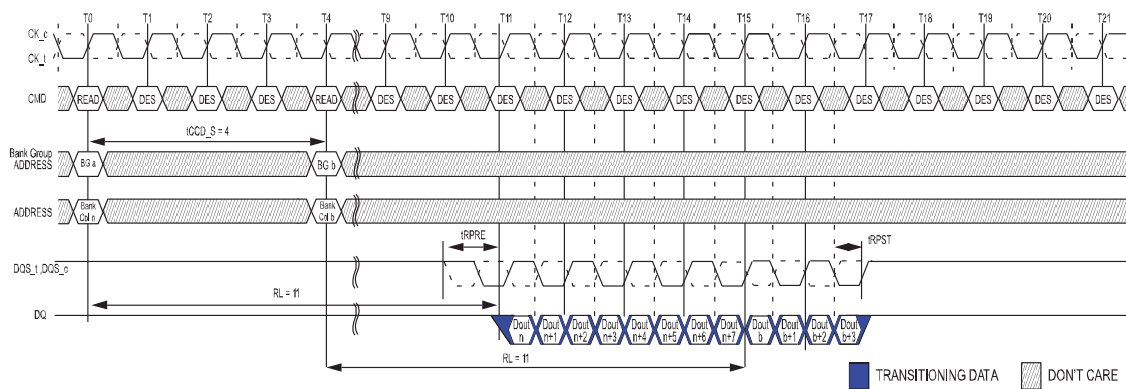 T0 T1 T2 T3 T4 T9 T10 T11 T12 T13 T14 T15 T16 T17 T18 T19 T20 T21
CK_c
CK_t
CMD READ DES DES DES READ DES DES DES DES DES DES DES DES DES DES DES DES DES
tCCD_S = 4
Bank Group
ADDRESS BG a BG b
ADDRESS Bank Col n Bank Col b
tRPRE tRPST
DQS_t ,DQS_c
RL = 11
DQ Dout n Dout n+1 Dout n+2 Dout n+3 Dout n+4 Dout n+5 Dout n+6 Dout n+7 Dout b Dout b+1 Dout b+2 Dout b+3
RL = 11
TRANSITIONING DATA DON'T CARE